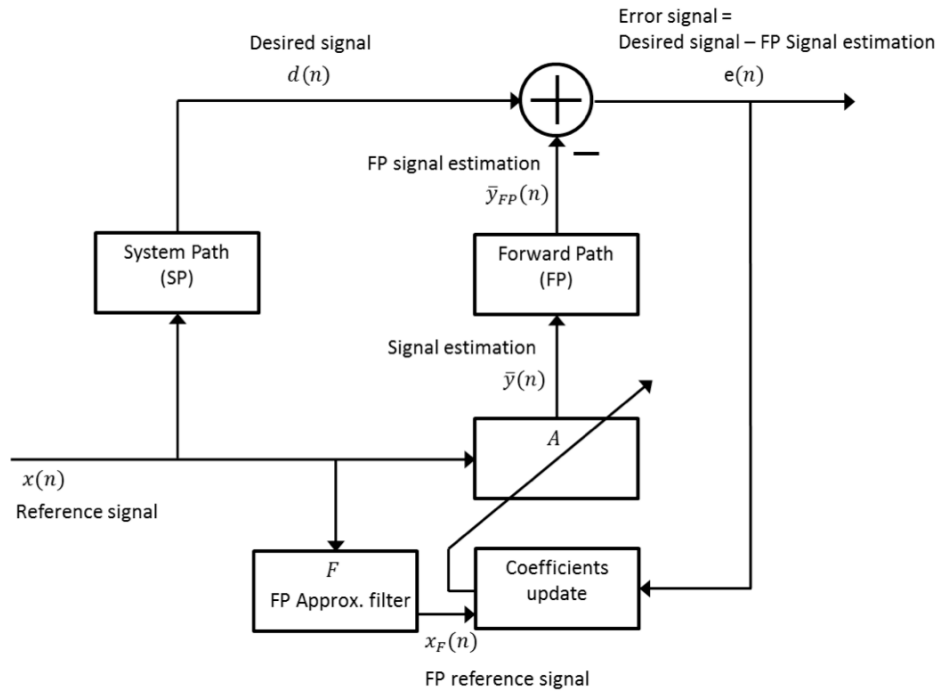 Error signal =
Desired signal – FP Signal estimation
e(n)
Desired signal
d(n)
FP signal estimation
ȳ_FP(n)
System Path
(SP)
Forward Path
(FP)
Signal estimation
ȳ(n)
A
x(n)
Reference signal
F
FP Approx. filter
Coefficients
update
x_F(n)
FP reference signal